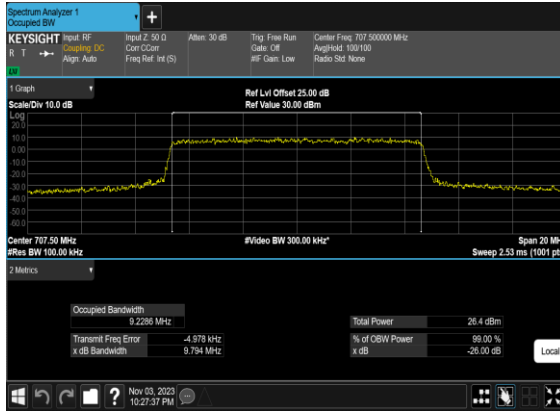 Spectrum Analyzer 1
Occupied BW
KEYSIGHT Input: RF Input Z: 50 Ω Atten: 30 dB Trig: Free Run Center Freq: 707.500000 MHz
R T Coupling: DC Corr CCorr Gate: Off Avg|Hold: 100/100
Align: Auto Freq Ref: Int (S) #IF Gain: Low Radio Std: None
LXI
1 Graph
Ref Lvl Offset 25.00 dB
Scale/Div 10.0 dB Ref Value 30.00 dBm
Log
20.0
10.0
0.00
-10.0
-20.0
-30.0
-40.0
-50.0
-60.0
Center 707.50 MHz #Video BW 300.00 kHz* Span 20 MH
#Res BW 100.00 kHz Sweep 2.53 ms (1001 pt
2 Metrics
Occupied Bandwidth
9.2286 MHz Total Power 26.4 dBm
Transmit Freq Error -4.978 kHz % of OBW Power 99.00 %
x dB Bandwidth 9.794 MHz x dB -26.00 dB
Local
Nov 03, 2023
10:27:37 PM